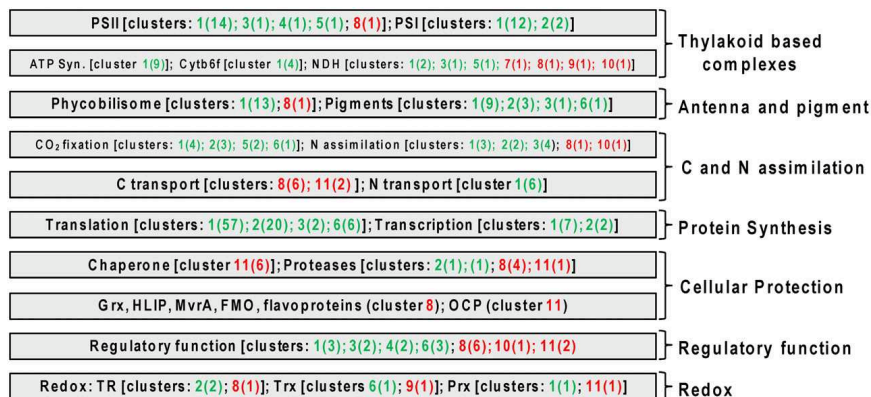 PSII [clusters: 1(14); 3(1); 4(1); 5(1); 8(1)]; PSI [clusters: 1(12); 2(2)]
ATP Syn. [cluster 1(9)]; Cytb6f [cluster 1(4)]; NDH [clusters: 1(2); 3(1); 5(1); 7(1); 8(1); 9(1); 10(1)]
Thylakoid based
complexes
Phycobilisome [clusters: 1(13); 8(1)]; Pigments [clusters: 1(9); 2(3); 3(1); 6(1)]
Antenna and pigment
CO₂ fixation [clusters: 1(4); 2(3); 5(2); 6(1)]; N assimilation [clusters: 1(3); 2(2); 3(4); 8(1); 10(1)]
C transport [clusters: 8(6); 11(2) ]; N transport [cluster 1(6)]
C and N assimilation
Translation [clusters: 1(57); 2(20); 3(2); 6(6)]; Transcription [clusters: 1(7); 2(2)]
Protein Synthesis
Chaperone [cluster 11(6)]; Proteases [clusters: 2(1); (1); 8(4); 11(1)]
Grx, HLIP, MvrA, FMO, flavoproteins (cluster 8); OCP (cluster 11)
Cellular Protection
Regulatory function [clusters: 1(3); 3(2); 4(2); 6(3); 8(6); 10(1); 11(2)
Regulatory function
Redox: TR [clusters: 2(2); 8(1)]; Trx [clusters 6(1); 9(1)]; Prx [clusters: 1(1); 11(1)]
Redox